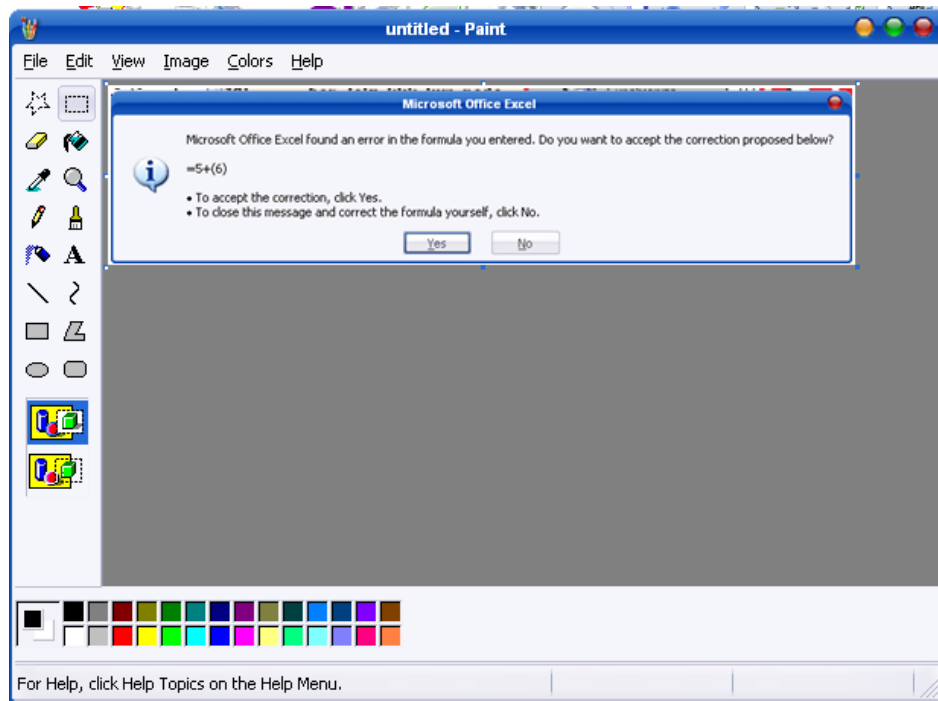 untitled - Paint
File Edit View Image Colors Help
Microsoft Office Excel
Microsoft Office Excel found an error in the formula you entered. Do you want to accept the correction proposed below?
=5+(6)
• To accept the correction, click Yes.
• To close this message and correct the formula yourself, click No.
Yes No
A
For Help, click Help Topics on the Help Menu.